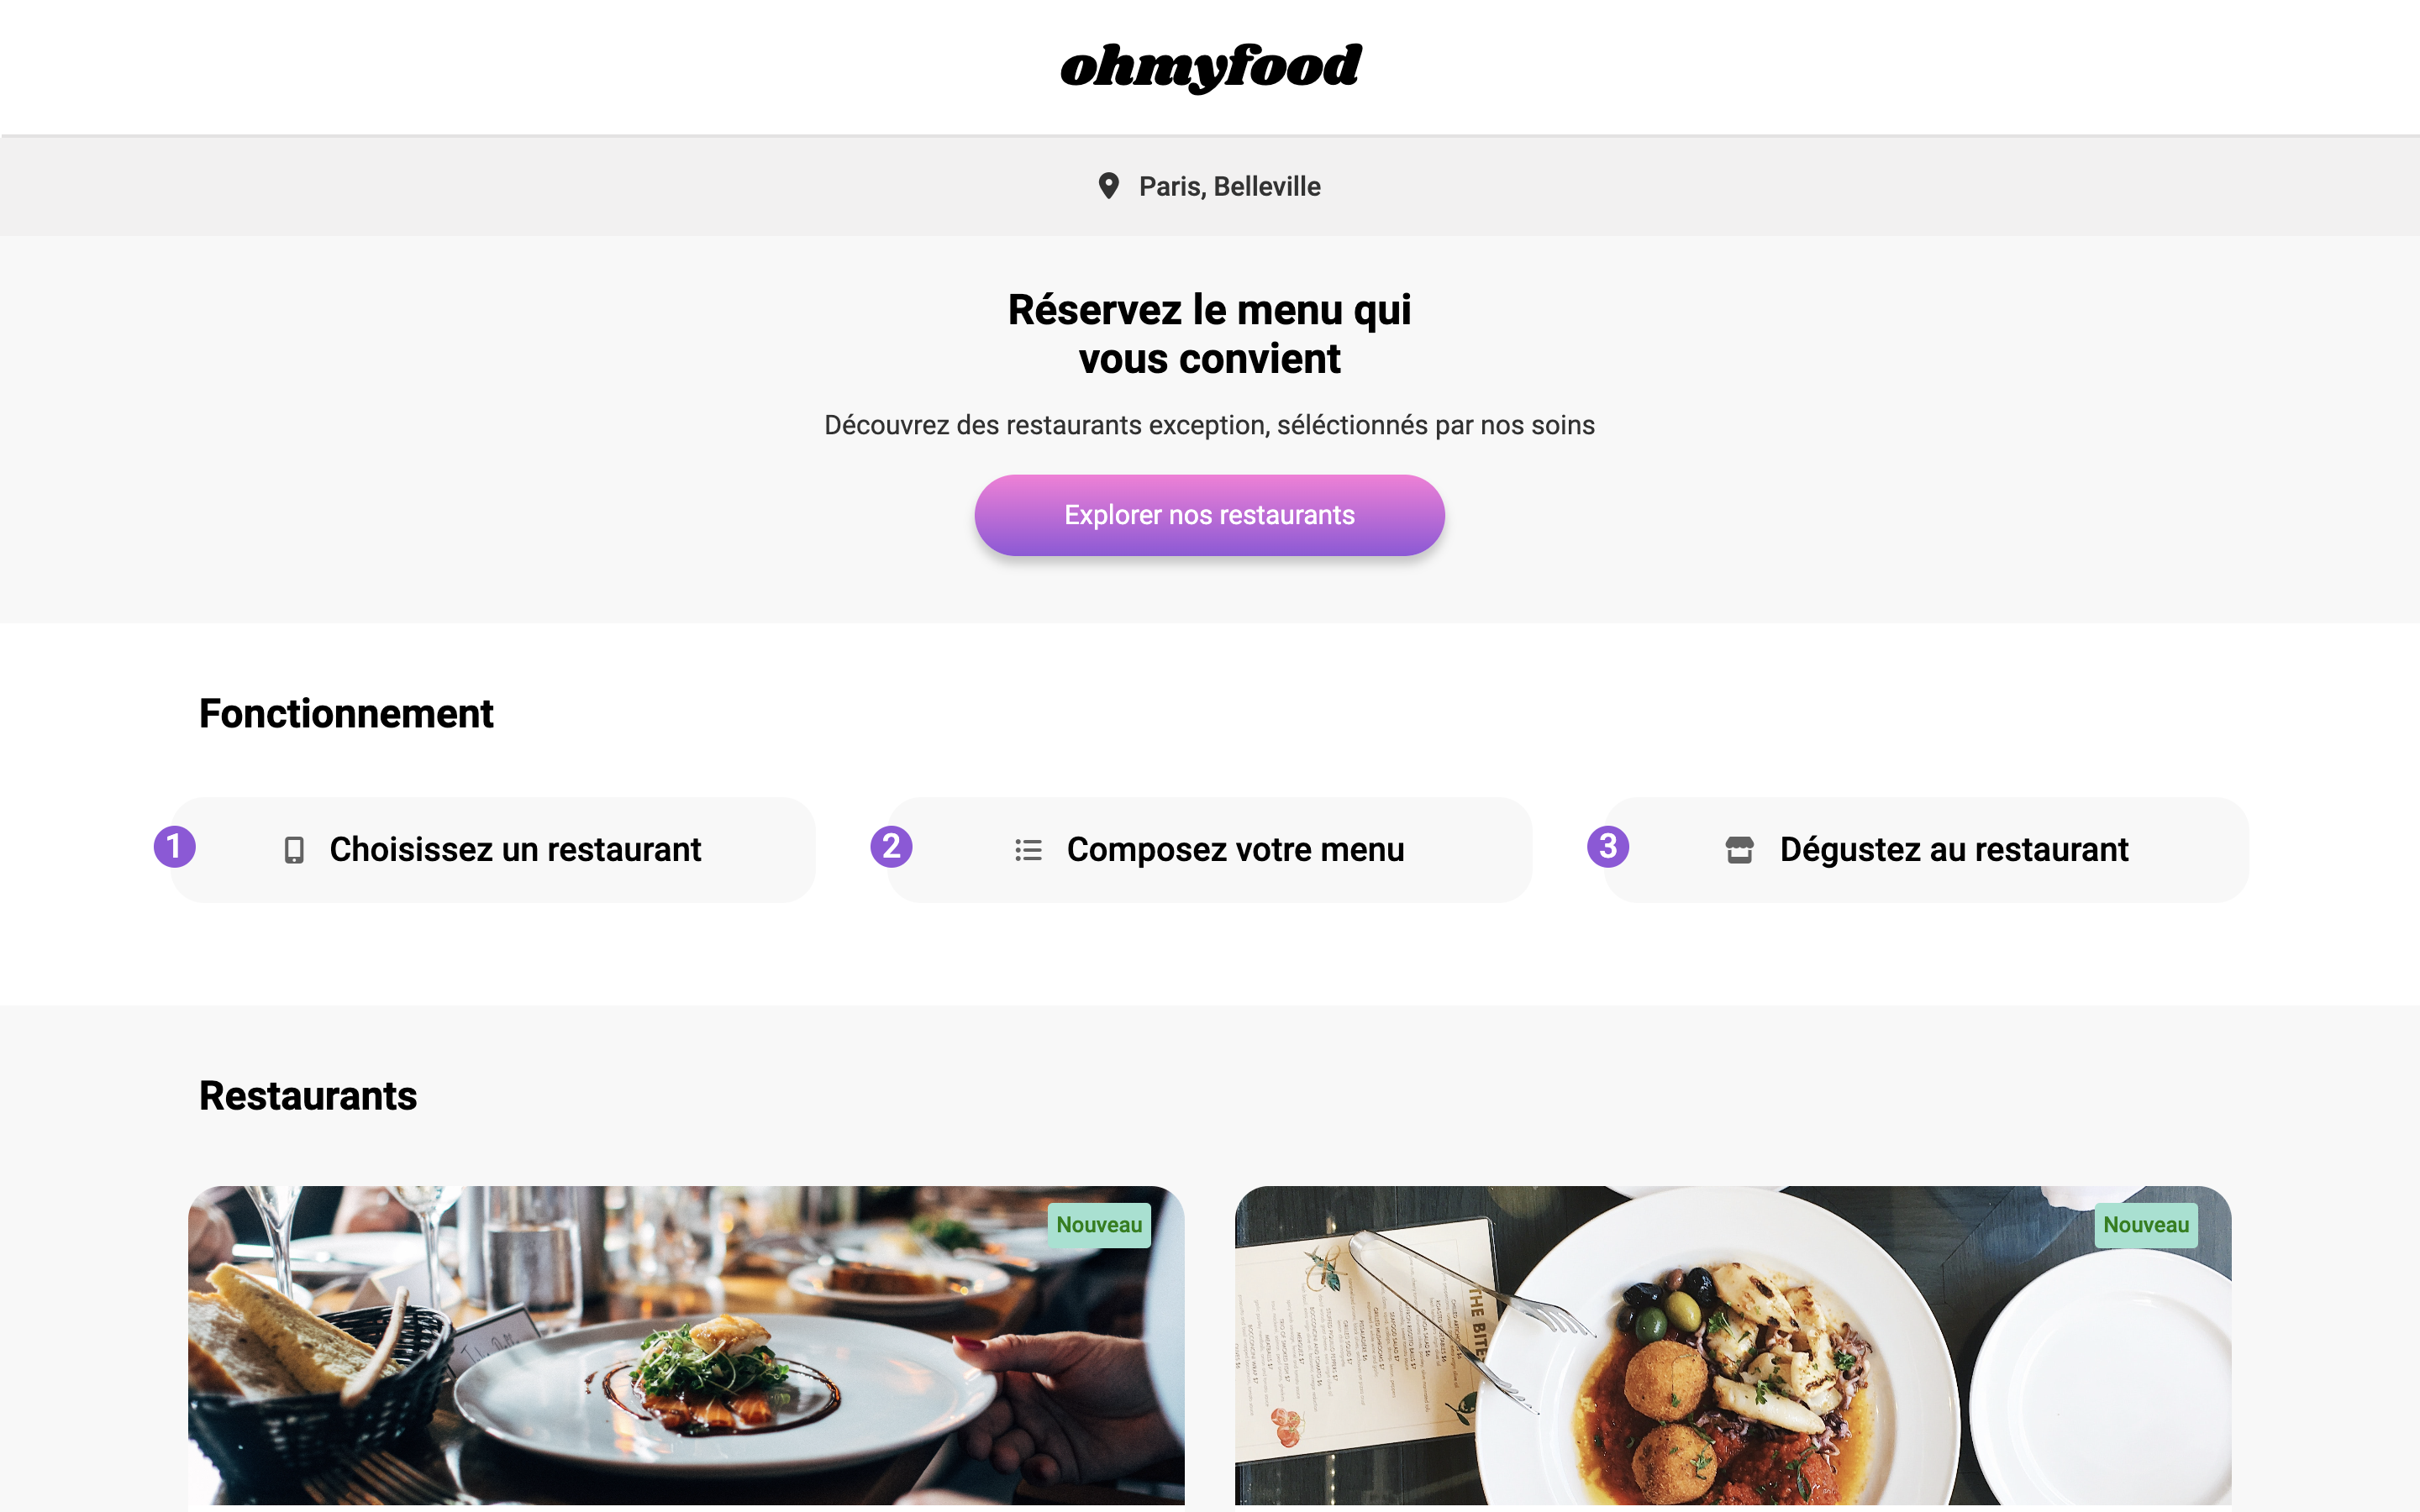 ohmyfood
Paris, Belleville
Réservez le menu qui
vous convient
Découvrez des restaurants exception, séléctionnés par nos soins
Explorer nos restaurants
Fonctionnement
1 Choisissez un restaurant
2 Composez votre menu
3 Dégustez au restaurant
Restaurants
Nouveau
Nouveau
THE BITE